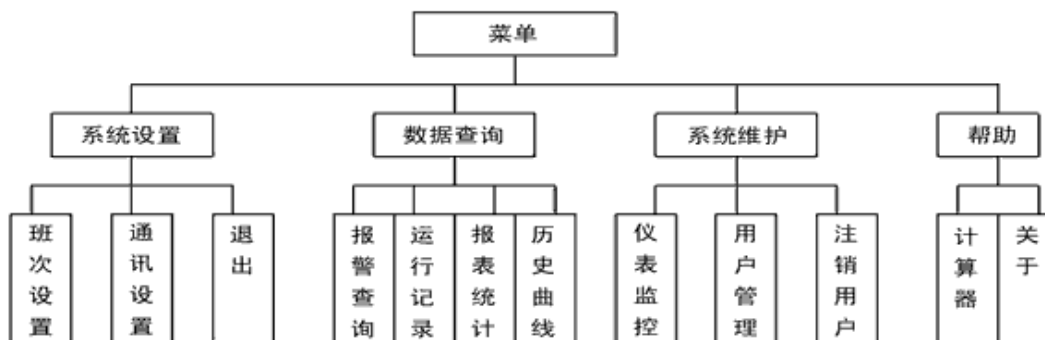 菜单
系统设置
数据查询
系统维护
帮助
班次设置
通讯设置
退出
报警查询
运行记录
报表统计
历史曲线
仪表监控
用户管理
注销用户
计算器
关于